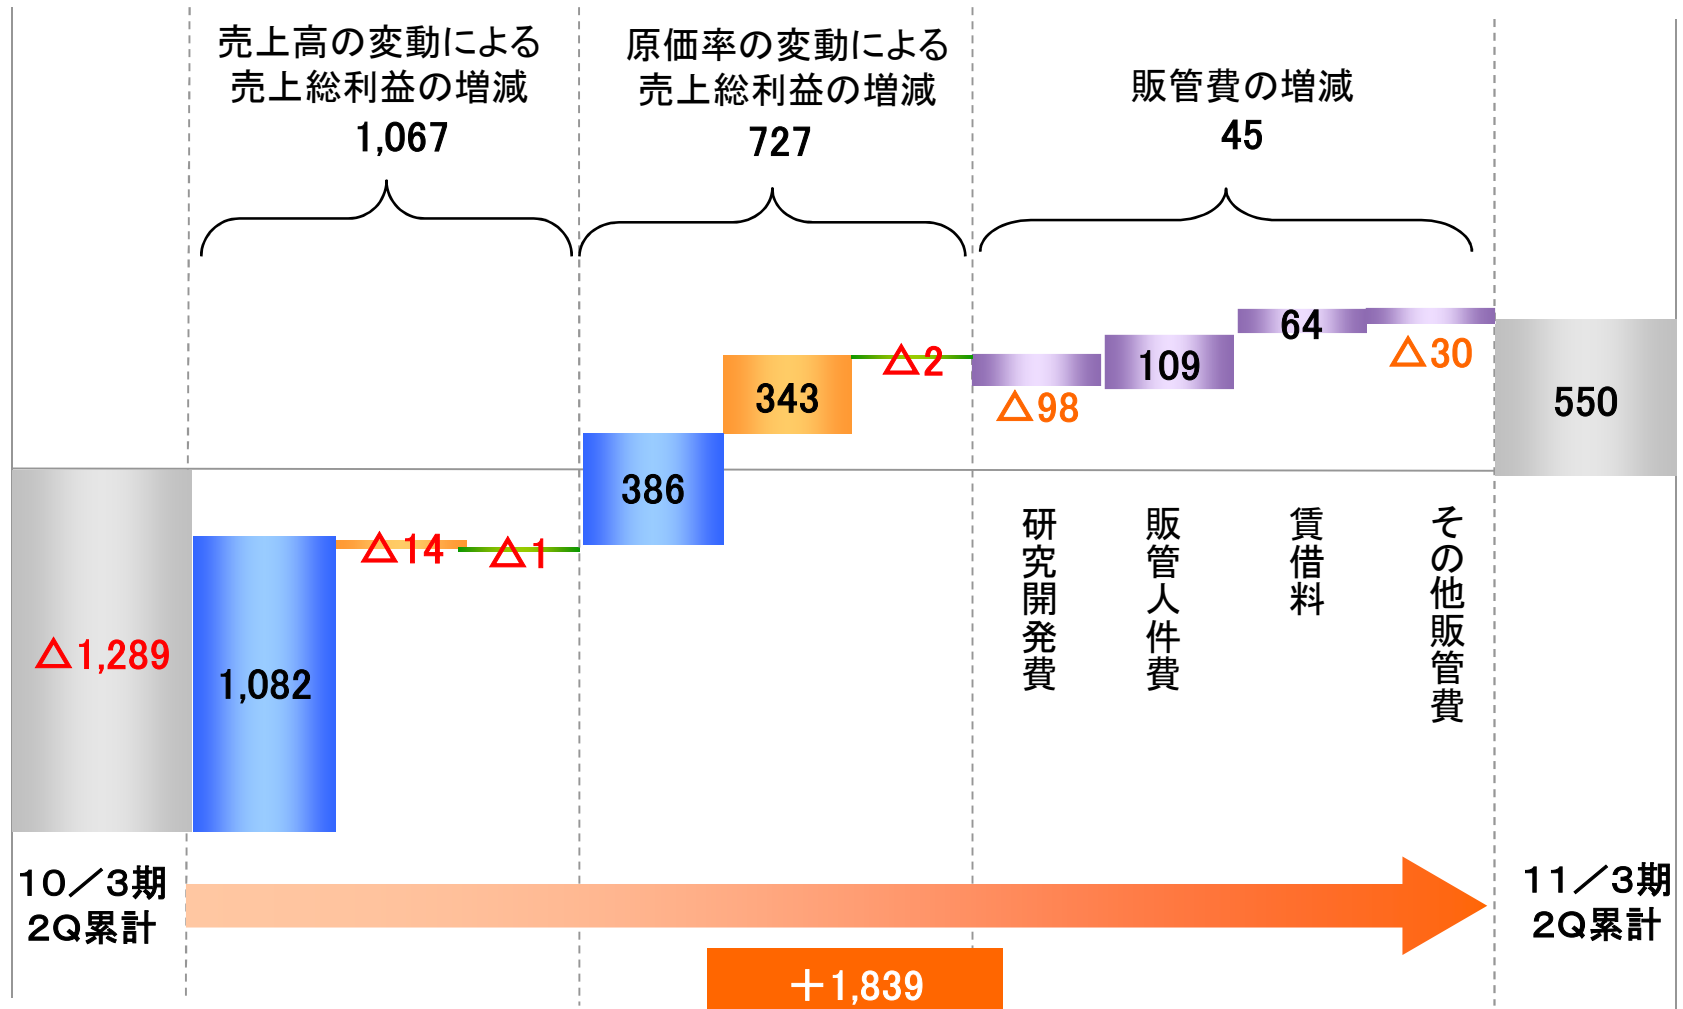 売上高の変動による
売上総利益の増減
1,067
原価率の変動による
売上総利益の増減
727
販管費の増減
45
△1,289
1,082
△14
△1
386
343
△2
△98
109
64
△30
550
研究開発費
販管人件費
賃借料
その他販管費
10／3期
2Q累計
11／3期
2Q累計
＋1,839